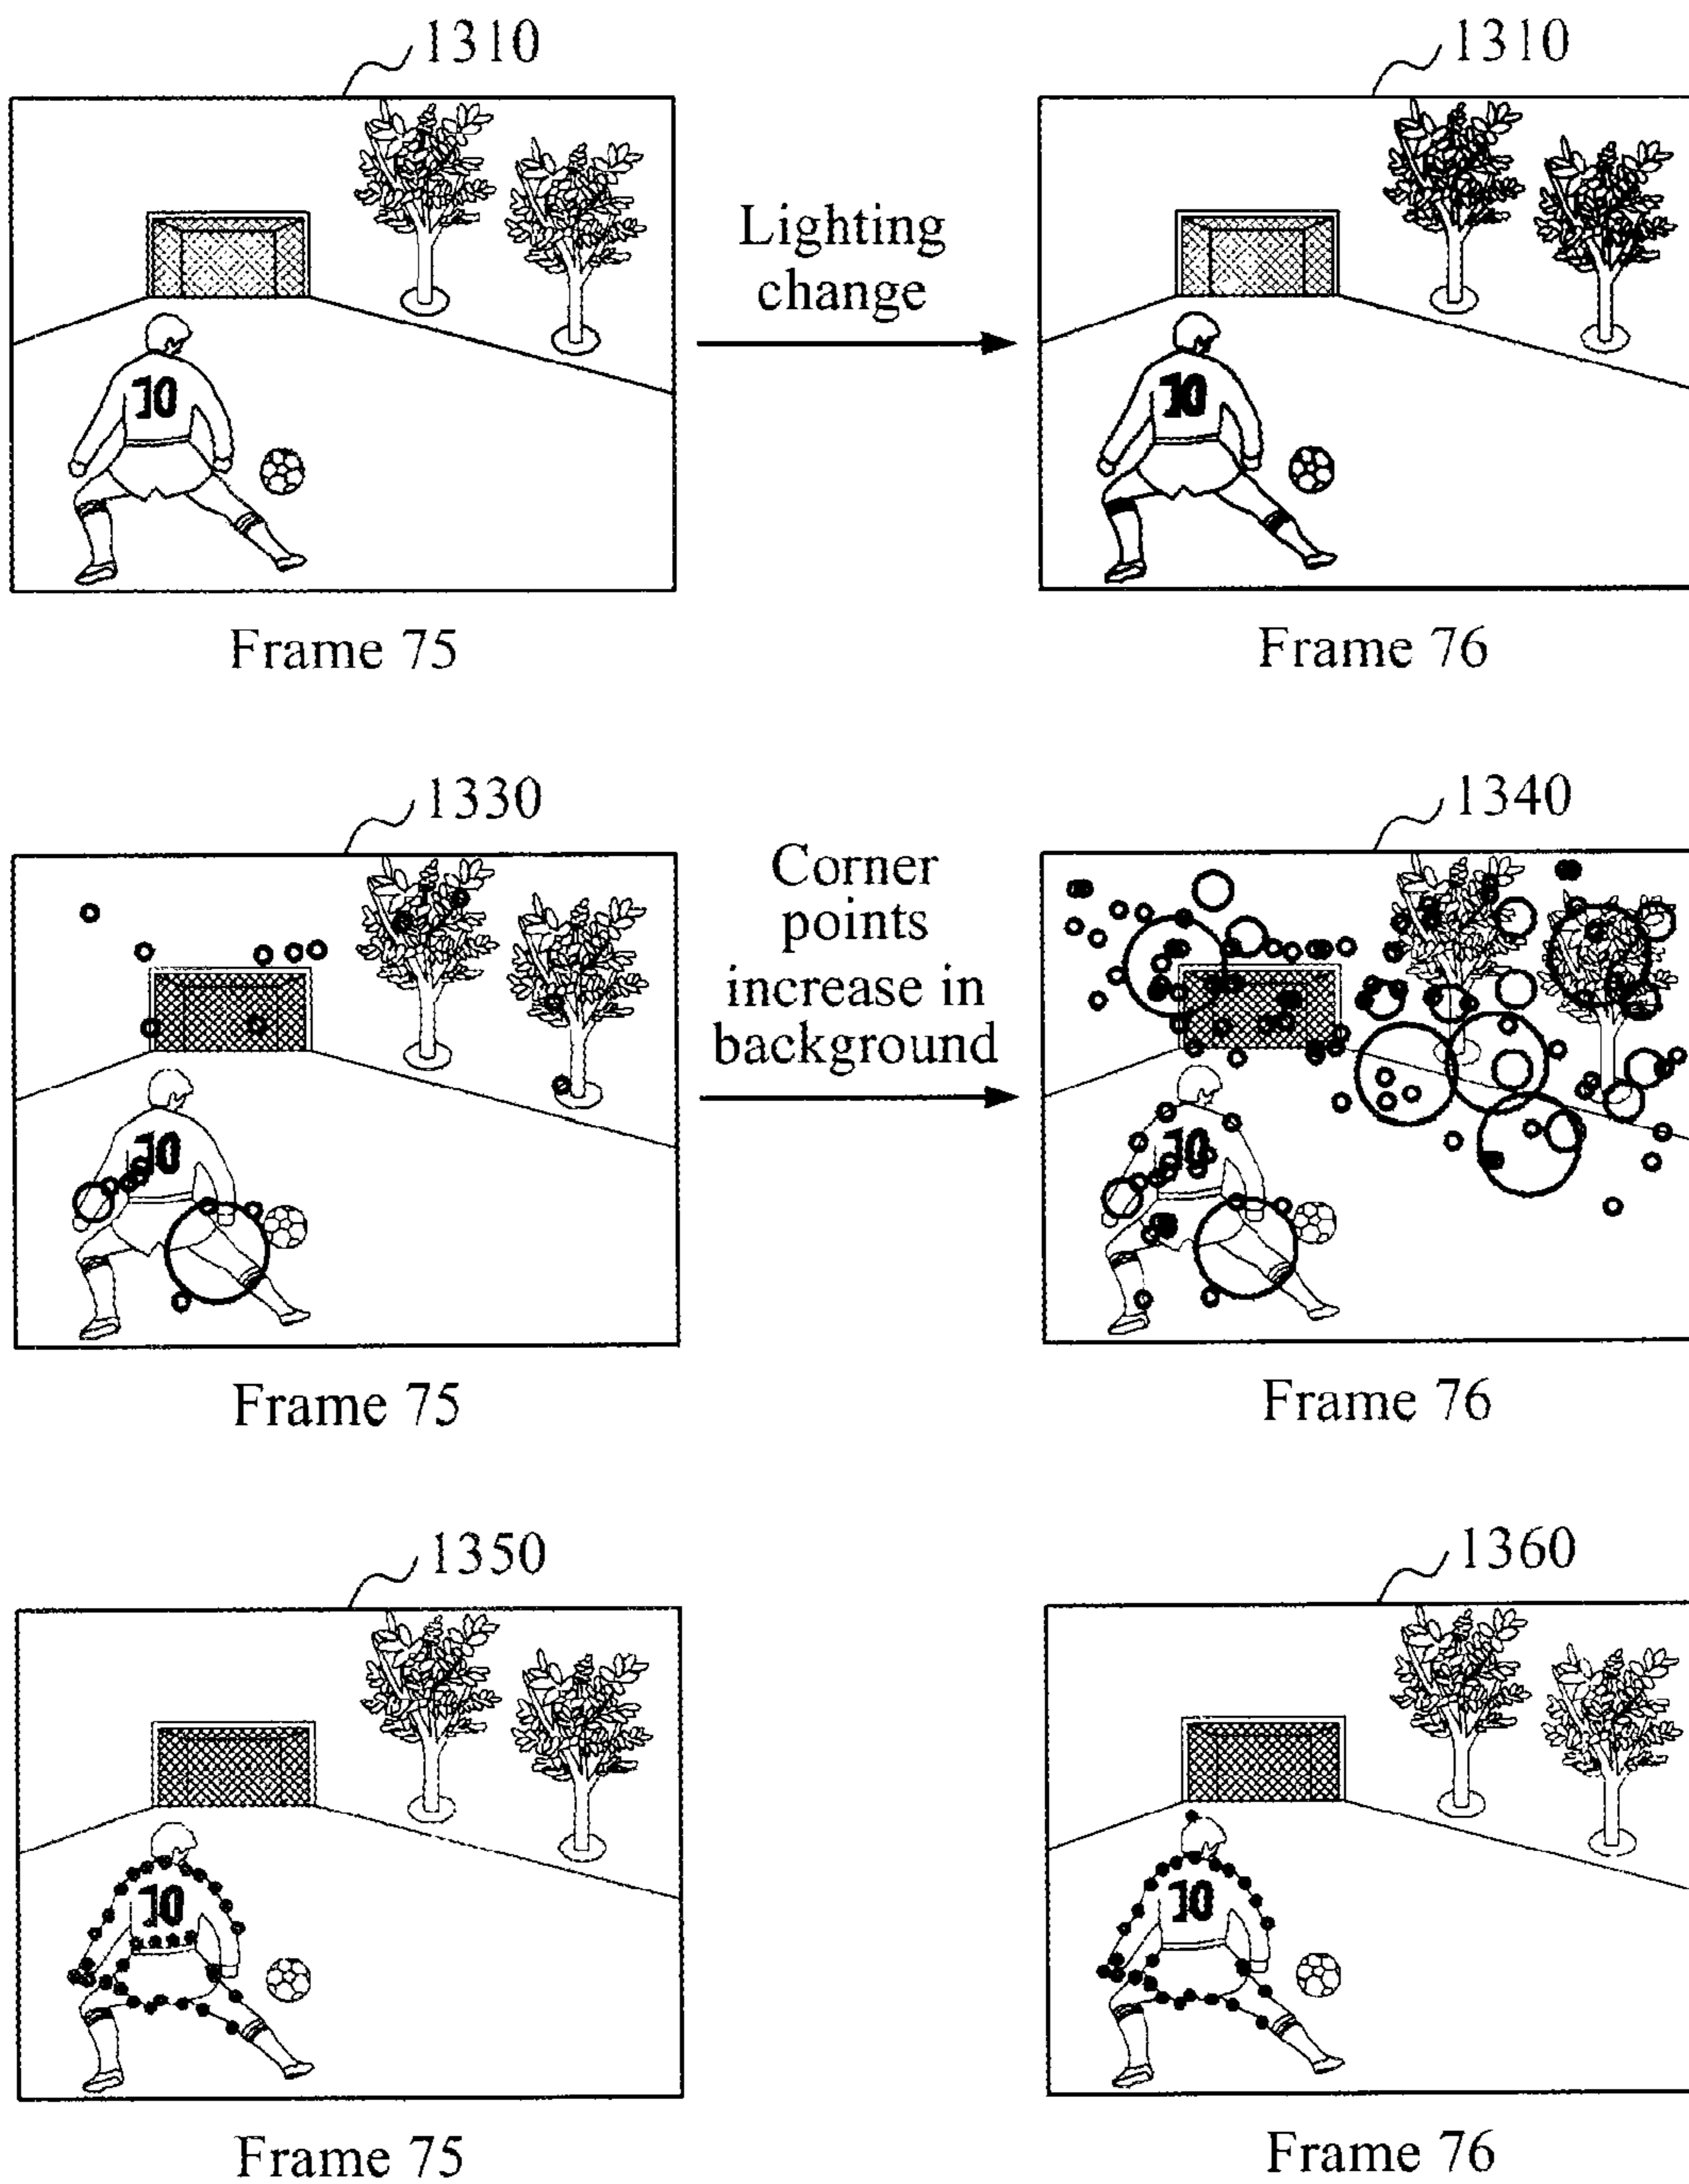 1310
1310
10
Lighting
change
10
Frame 75
Frame 76
1330
1340
10
Corner
points
increase in
background
10
Frame 75
Frame 76
1350
1360
10
10
Frame 75
Frame 76